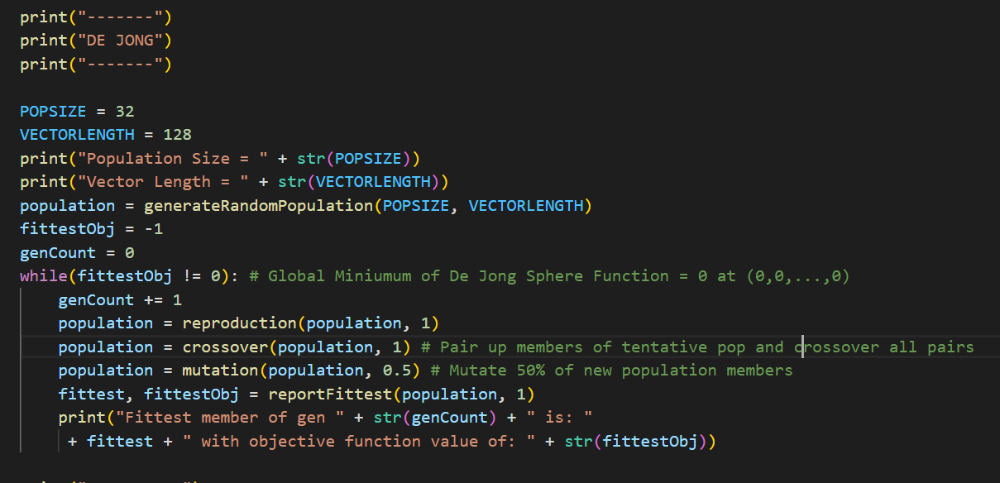 print("-------")
print("DE JONG")
print("-------")
POPSIZE = 32
VECTORLENGTH = 128
print("Population Size = " + str(POPSIZE))
print("Vector Length = " + str(VECTORLENGTH))
population = generateRandomPopulation(POPSIZE, VECTORLENGTH)
fittestObj = -1
genCount = 0
while(fittestObj != 0): # Global Miniumum of De Jong Sphere Function = 0 at (0,0,...,0)
    genCount += 1
    population = reproduction(population, 1)
    population = crossover(population, 1) # Pair up members of tentative pop and crossover all pairs
    population = mutation(population, 0.5) # Mutate 50% of new population members
    fittest, fittestObj = reportFittest(population, 1)
    print("Fittest member of gen " + str(genCount) + " is: "
     + fittest + " with objective function value of: " + str(fittestObj))